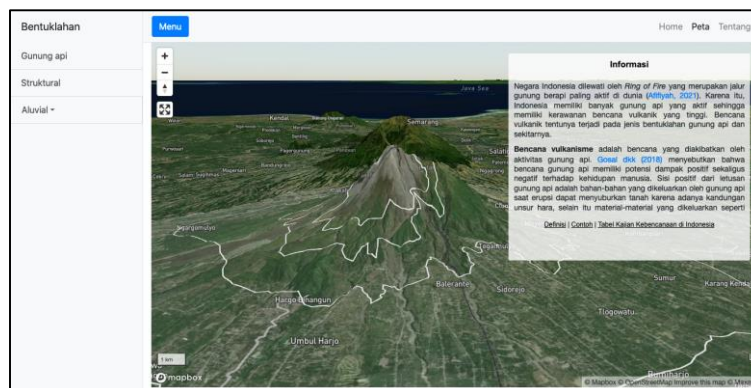 Bentuklahan
Menu
Home Peta Tentang
Gunung api
Struktural
Aluvial
Informasi
Negara Indonesia dilewati oleh Ring of Fire yang merupakan jalur
gunung berapi paling aktif di dunia (Afifiyah, 2021). Karena itu,
Indonesia memiliki banyak gunung api yang aktif sehingga
memiliki kerawanan bencana vulkanik yang tinggi. Bencana
vulkanik tentunya terjadi pada jenis bentuklahan gunung api dan
sekitarnya.
Bencana vulkanisme adalah bencana yang diakibatkan oleh
aktivitas gunung api. Gosal dkk (2018) menyebutkan bahwa
bencana gunung api memiliki potensi dampak positif sekaligus
negatif terhadap kehidupan manusia. Sisi positif dari letusan
gunung api adalah bahan-bahan yang dikeluarkan oleh gunung api
saat erupsi dapat menyuburkan tanah karena adanya kandungan
unsur hara, selain itu material-material yang dikeluarkan seperti
Definisi | Contoh | Tabel Kajian Kebencanaan di Indonesia
Java Sea
Kendal
Semarang
Salati
Balerante
Sidorejo
Sumur
Karang Kenda
Tlogowatu
Umbul Harjo
1 km
mapbox
© Mapbox © OpenStreetMap Improve this map